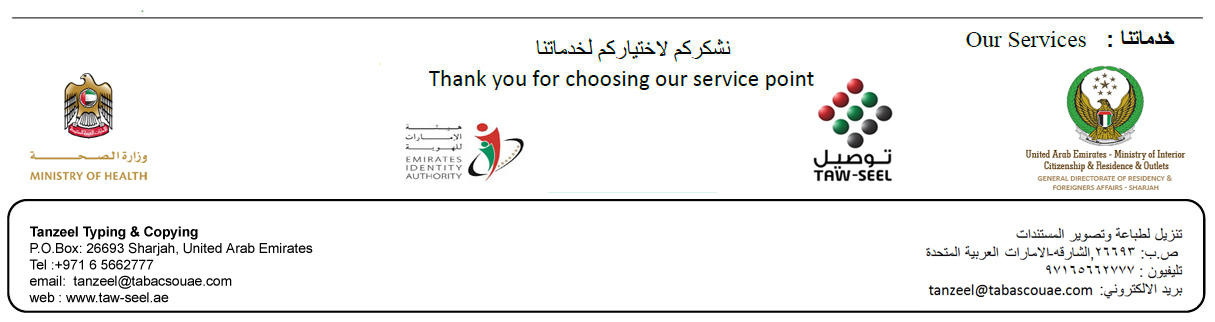 خدماتنا : Our Services
نشكركم لاختياركم لخدماتنا
Thank you for choosing our service point
وزارة الصحة
MINISTRY OF HEALTH
هيئة
الإمارات
للهوية
EMIRATES
IDENTITY
AUTHORITY
توصيل
TAW-SEEL
United Arab Emirates - Ministry of Interior
Citizenship & Residence & Outlets
GENERAL DIRECTORATE OF RESIDENCY &
FOREIGNERS AFFAIRS - SHARJAH
Tanzeel Typing & Copying
P.O.Box: 26693 Sharjah, United Arab Emirates
Tel :+971 6 5662777
email: tanzeel@tabacsouae.com
web : www.taw-seel.ae
تنزيل لطباعة وتصوير المستندات
ص.ب: ٢٦٦٩٣,الشارقه-الامارات العربية المتحدة
تليفيون : ٩٧١٦٥٦٦٢٧٧٧
بريد الالكتروني: tanzeel@tabascouae.com